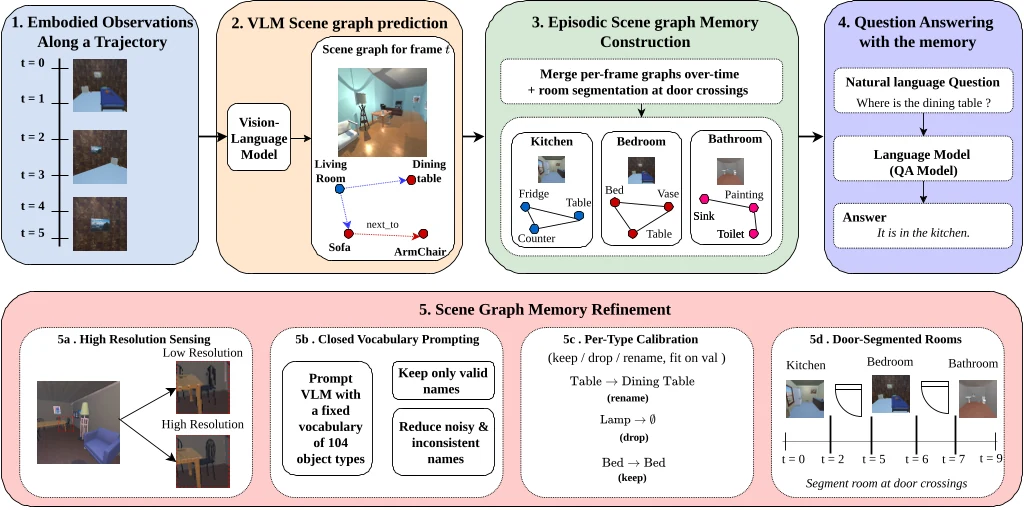 1. Embodied Observations
Along a Trajectory
t = 0
t = 1
t = 2
t = 3
t = 4
t = 5
2. VLM Scene graph prediction
Vision-
Language
Model
Scene graph for frame t
Living
Room
Dining
table
next_to
Sofa
ArmChair
3. Episodic Scene graph Memory
Construction
Merge per-frame graphs over-time
+ room segmentation at door crossings
Kitchen
Fridge
Table
Counter
Bedroom
Bed
Vase
Table
Bathroom
Painting
Sink
Toilet
4. Question Answering
with the memory
Natural language Question
Where is the dining table ?
Language Model
(QA Model)
Answer
It is in the kitchen.
5. Scene Graph Memory Refinement
5a . High Resolution Sensing
Low Resolution
High Resolution
5b . Closed Vocabulary Prompting
Prompt
VLM with
a fixed
vocabulary
of 104
object types
Keep only valid
names
Reduce noisy &
inconsistent
names
5c . Per-Type Calibration
(keep / drop / rename, fit on val )
Table → Dining Table
(rename)
Lamp → ∅
(drop)
Bed → Bed
(keep)
5d . Door-Segmented Rooms
Kitchen
Bedroom
Bathroom
t = 0
t = 2
t = 5
t = 6
t = 7
t = 9
Segment room at door crossings